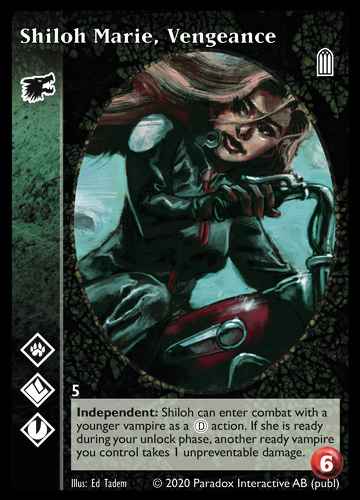 Shiloh Marie, Vengeance
5
Independent: Shiloh can enter combat with a
younger vampire as a Ⓓ action. If she is ready
during your unlock phase, another ready vampire
you control takes 1 unpreventable damage.
6
Illus: Ed Tadem © 2020 Paradox Interactive AB (publ)